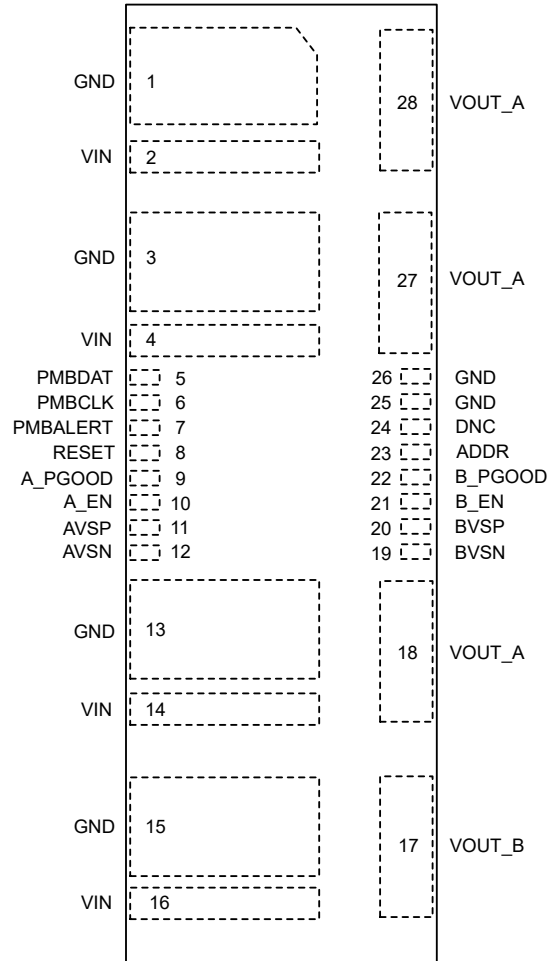 GND 1 28 VOUT_A
VIN 2
GND 3 27 VOUT_A
VIN 4
PMBDAT 5 26 GND
PMBCLK 6 25 GND
PMBALERT 7 24 DNC
RESET 8 23 ADDR
A_PGOOD 9 22 B_PGOOD
A_EN 10 21 B_EN
AVSP 11 20 BVSP
AVSN 12 19 BVSN
GND 13 18 VOUT_A
VIN 14
GND 15 17 VOUT_B
VIN 16